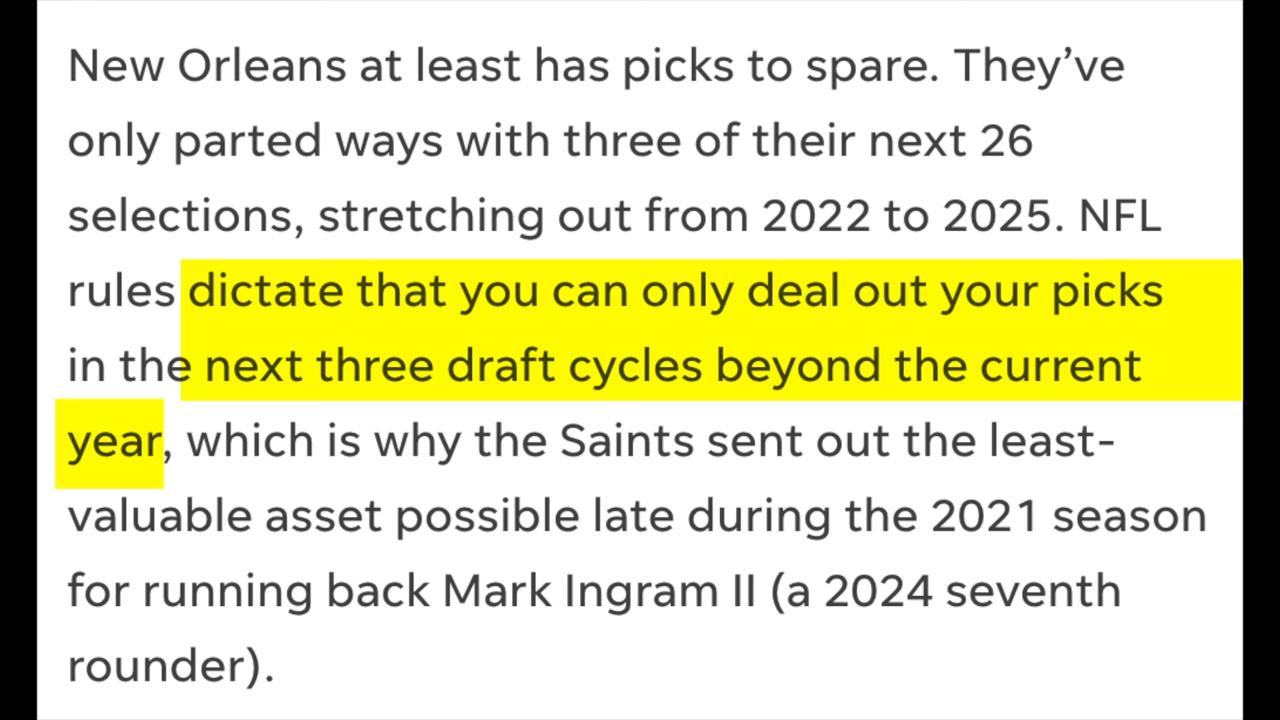 New Orleans at least has picks to spare. They’ve
only parted ways with three of their next 26
selections, stretching out from 2022 to 2025. NFL
rules dictate that you can only deal out your picks
in the next three draft cycles beyond the current
year, which is why the Saints sent out the least-
valuable asset possible late during the 2021 season
for running back Mark Ingram II (a 2024 seventh
rounder).